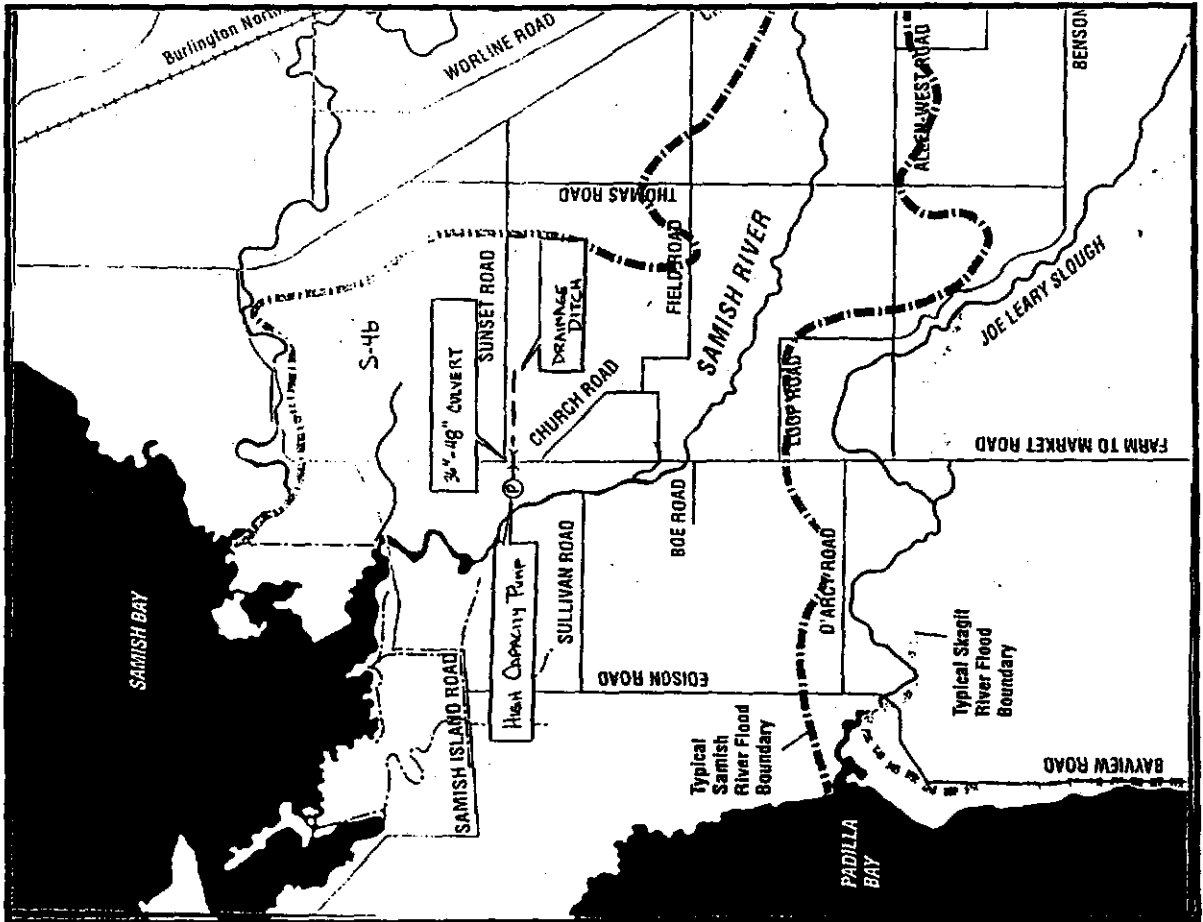 Burlington North
WORLINE ROAD
ALLEN-WEST ROAD
BENSON
THOMAS ROAD
SUNSET ROAD
DRAINAGE
DITCH
FIELD ROAD
SAMISH RIVER
JOE LEARY SLOUGH
S-46
36"-48" CULVERT
CHURCH ROAD
LOOP ROAD
FARM TO MARKET ROAD
P
BOE ROAD
SULLIVAN ROAD
D'ARCY ROAD
SAMISH BAY
HIGH CAPACITY PUMP
EDISON ROAD
SAMISH ISLAND ROAD
Typical
Samish
River Flood
Boundary
Typical Skagit
River Flood
Boundary
BAYVIEW ROAD
PADILLA
BAY